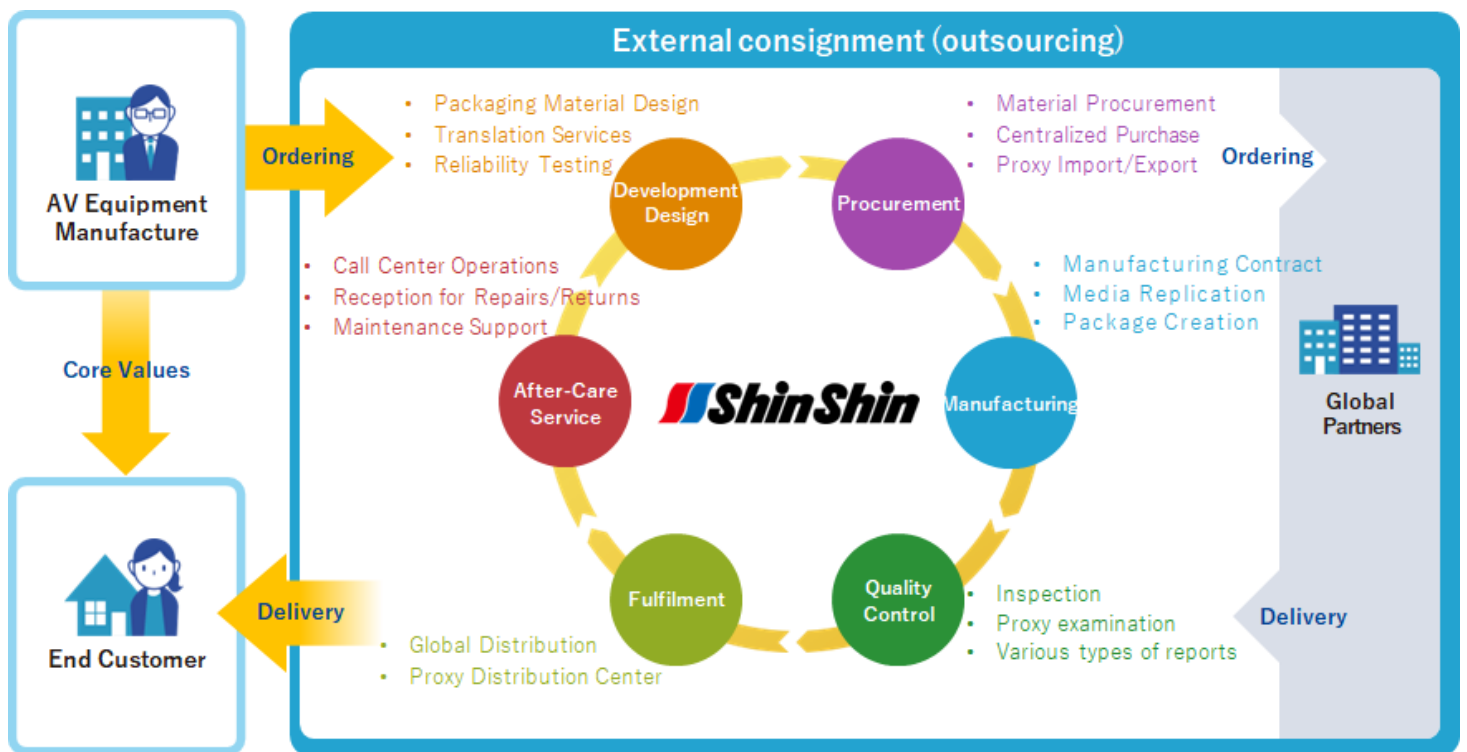 External consignment (outsourcing)
AV Equipment
Manufacture
Ordering
Core Values
End Customer
Delivery
• Packaging Material Design
• Translation Services
• Reliability Testing
Development
Design
• Material Procurement
• Centralized Purchase
• Proxy Import/Export
Procurement
Ordering
• Call Center Operations
• Reception for Repairs/Returns
• Maintenance Support
After-Care
Service
ShinShin
• Manufacturing Contract
• Media Replication
• Package Creation
Manufacturing
Global
Partners
Fulfilment
• Global Distribution
• Proxy Distribution Center
Quality
Control
• Inspection
• Proxy examination
• Various types of reports
Delivery